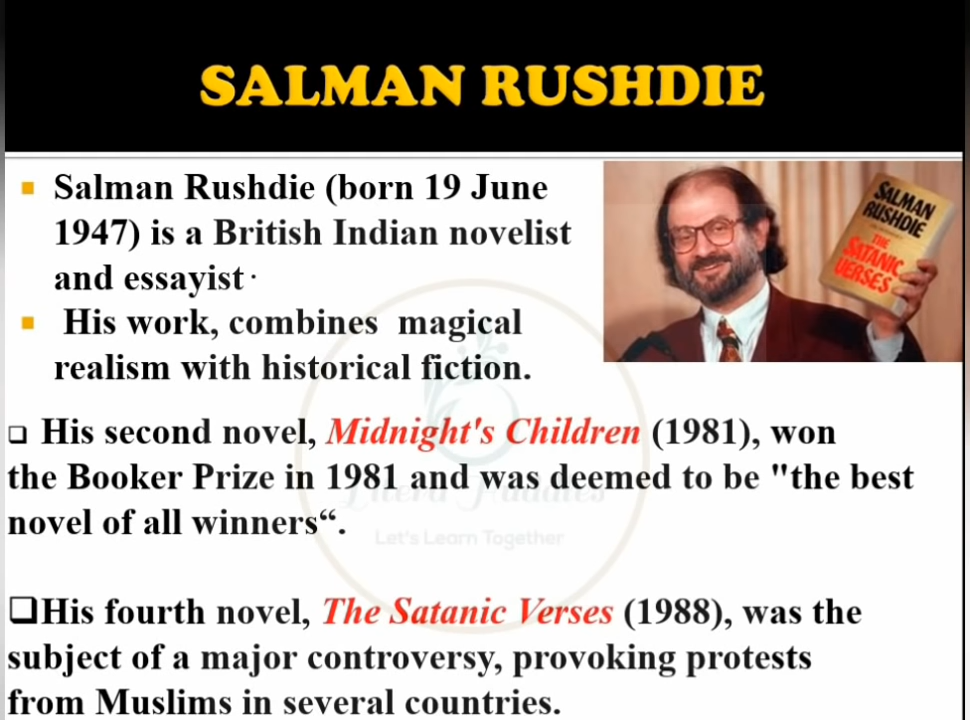 SALMAN RUSHDIE
Salman Rushdie (born 19 June
1947) is a British Indian novelist
and essayist.
His work, combines magical
realism with historical fiction.
SALMAN
RUSHDIE
THE
SATANIC
VERSES
His second novel, Midnight's Children (1981), won
the Booker Prize in 1981 and was deemed to be "the best
novel of all winners“.
Let's Learn Together
His fourth novel, The Satanic Verses (1988), was the
subject of a major controversy, provoking protests
from Muslims in several countries.